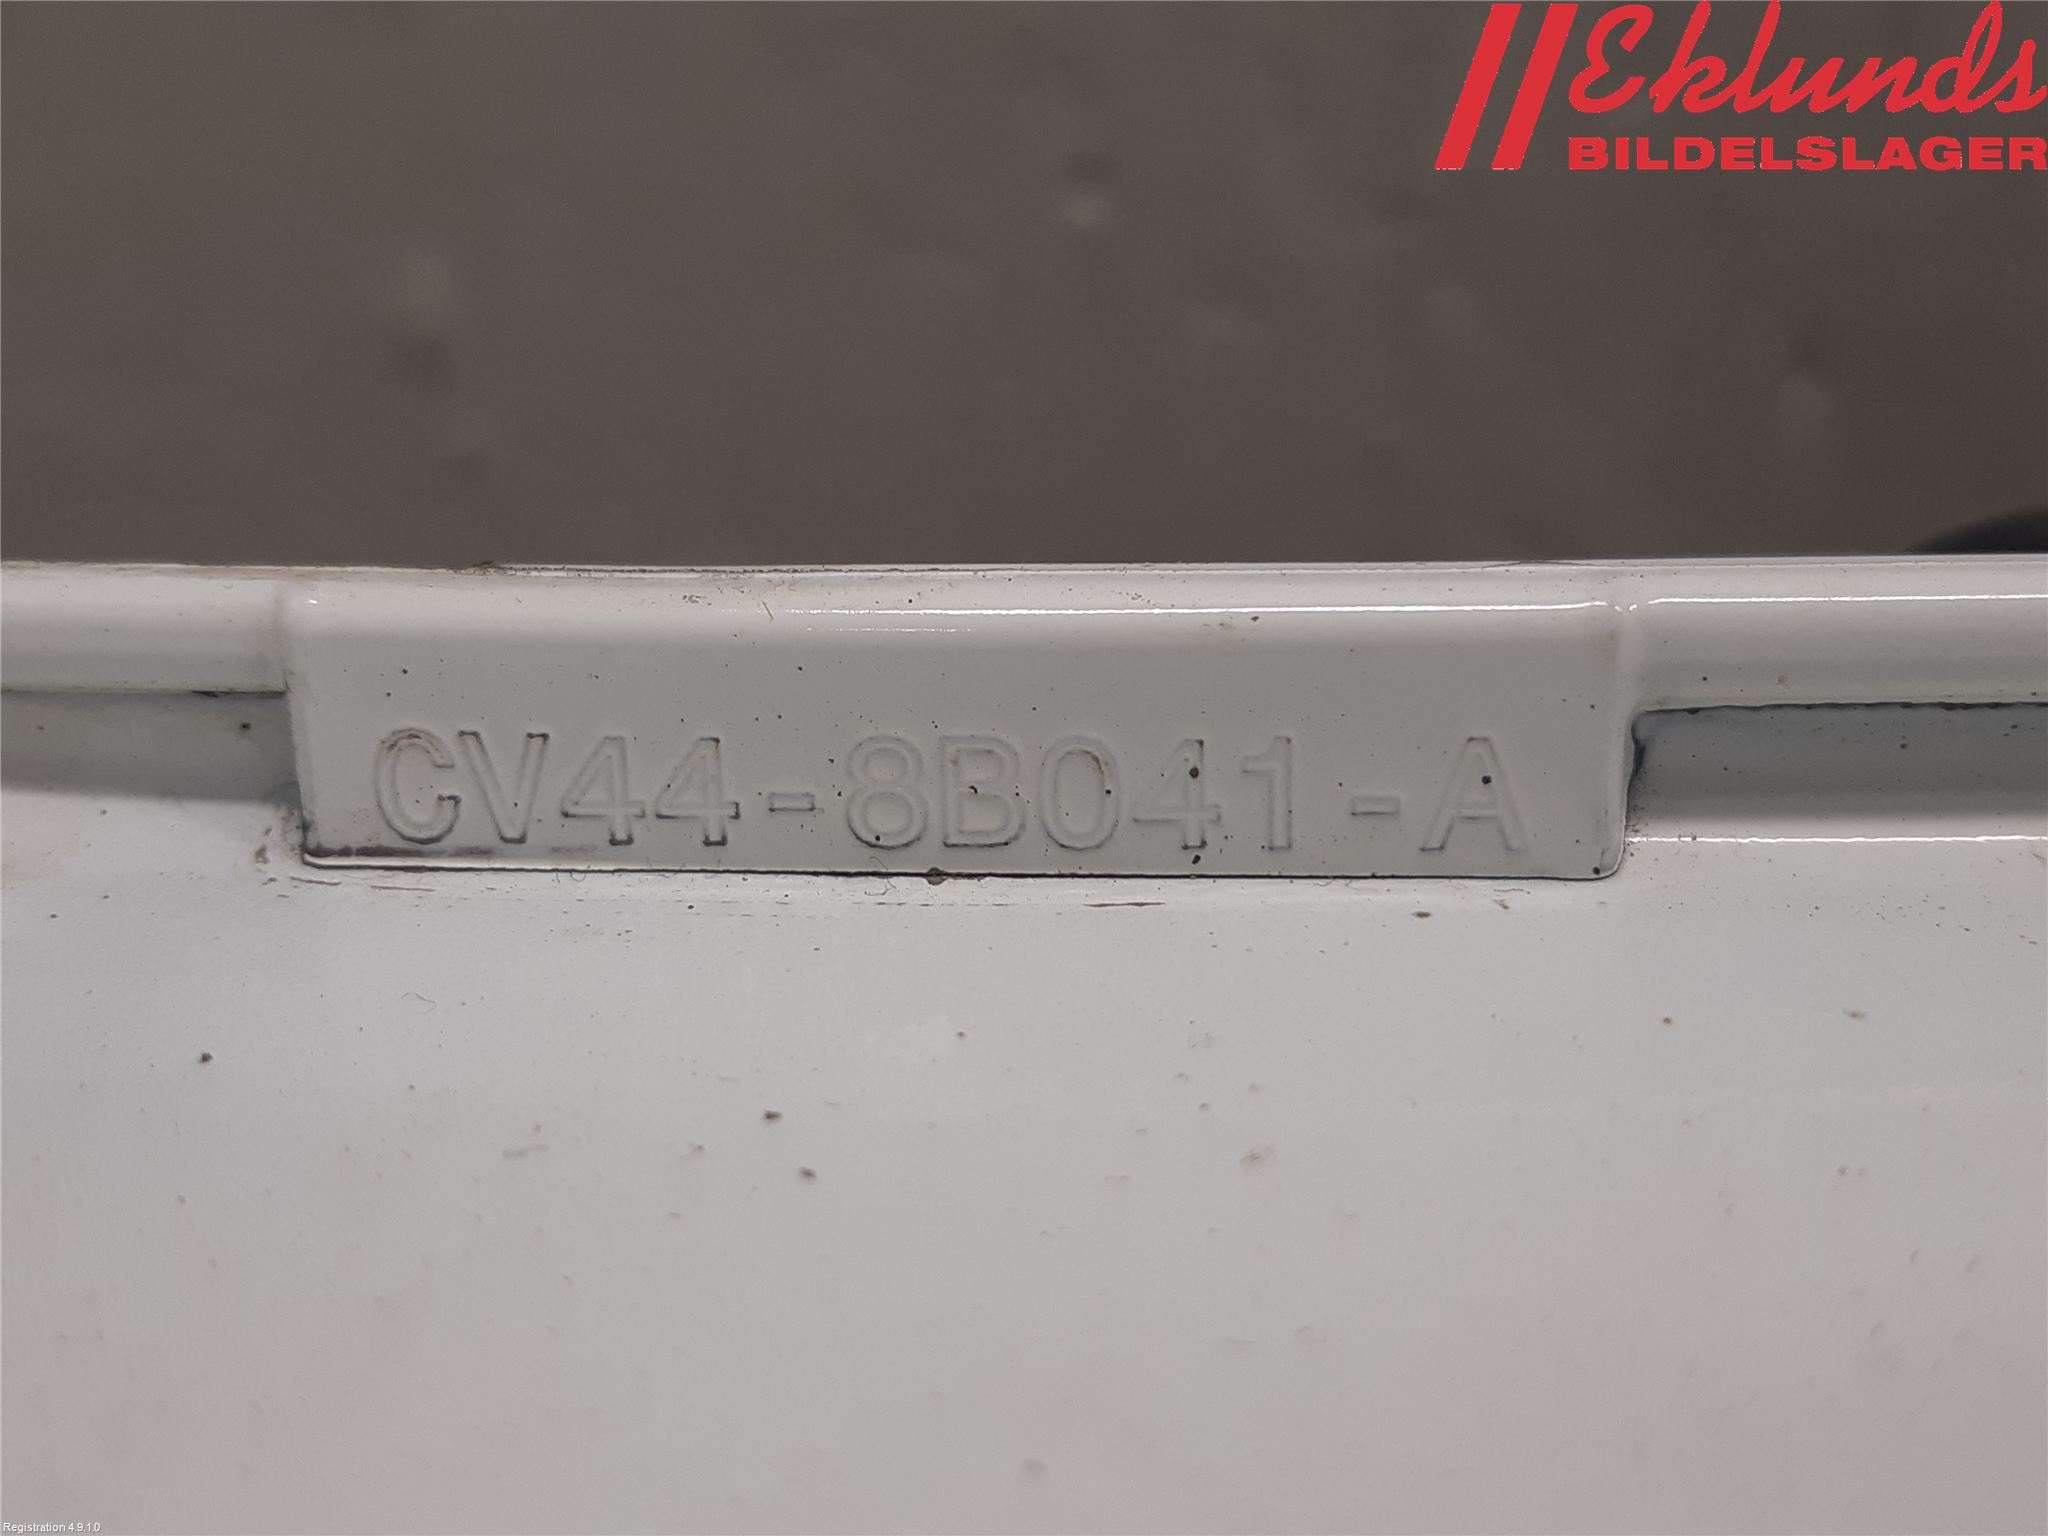 Eklunds
BILDELSLAGER
CV44-8B041-A
Registration 4.9.1.0